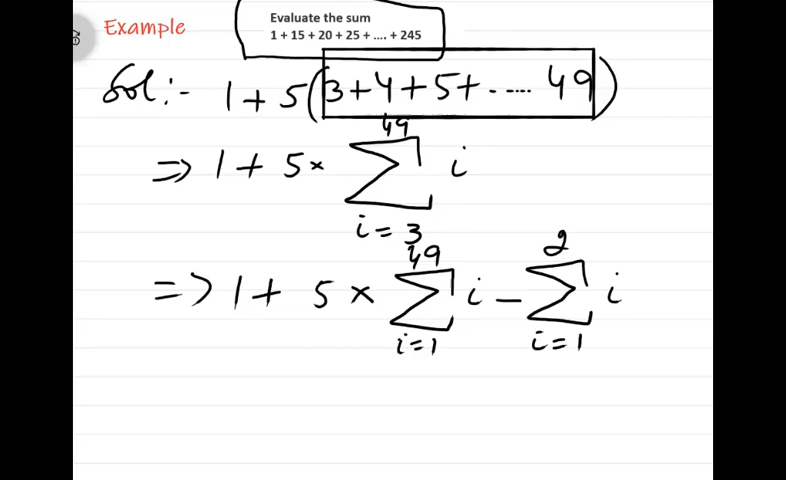 Example
Evaluate the sum
1 + 15 + 20 + 25 + .... + 245
Sol:- 1 + 5(3+4+5+..... 49)
⇒ 1 + 5× ∑_{i=3}^{49} i
⇒ 1 + 5 × ∑_{i=1}^{49} i − ∑_{i=1}^{2} i